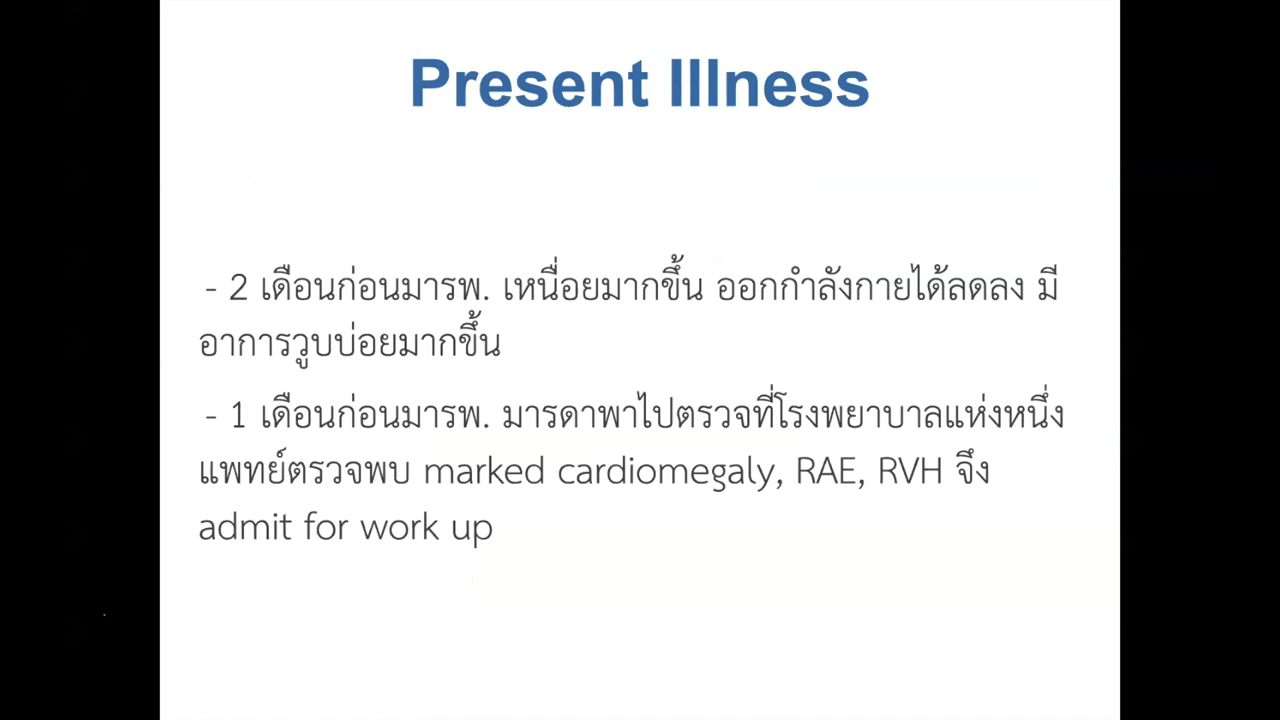 Present Illness
- 2 เดือนก่อนมารพ. เหนื่อยมากขึ้น ออกกำลังกายได้ลดลง มี
อาการวูบบ่อยมากขึ้น
- 1 เดือนก่อนมารพ. มารดาพาไปตรวจที่โรงพยาบาลแห่งหนึ่ง
แพทย์ตรวจพบ marked cardiomegaly, RAE, RVH จึง
admit for work up